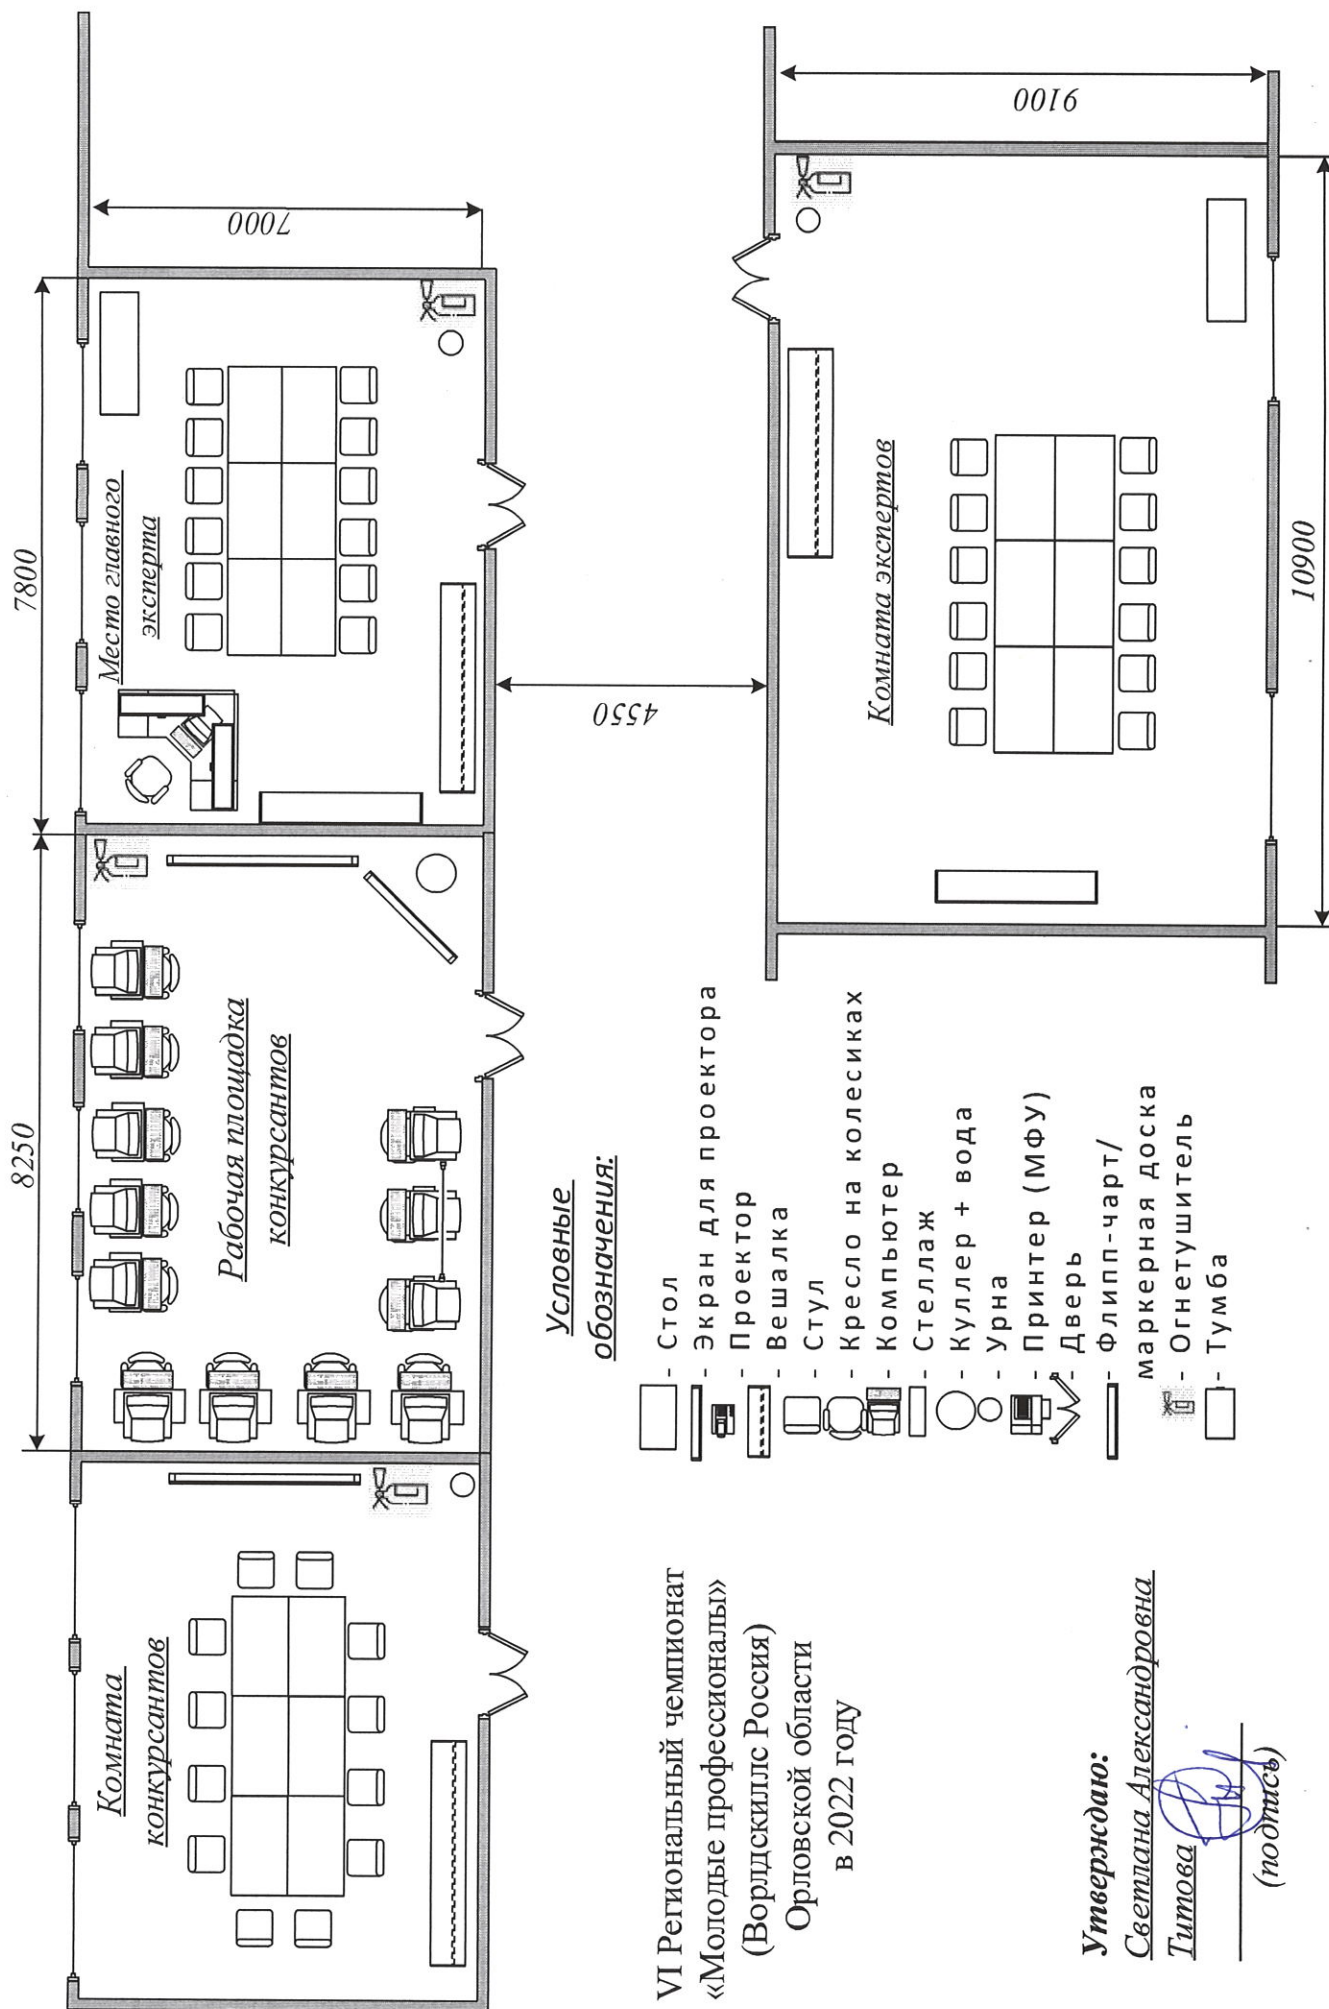 8250
7800
7000
Комната
конкурсантов
Рабочая площадка
конкурсантов
Место главного
эксперта
4550
9100
Комната экспертов
10900
VI Региональный чемпионат
«Молодые профессионалы»
(Ворлдскиллс Россия)
Орловской области
в 2022 году
Условные
обозначения:
- Стол
- Экран для проектора
- Проектор
- Вешалка
- Стул
- Кресло на колесиках
- Компьютер
- Стеллаж
- Куллер + вода
- Урна
- Принтер (МФУ)
- Дверь
- Флипп-чарт/
маркерная доска
- Огнетушитель
- Тумба
Утверждаю:
Светлана Александровна
Титова
(подпись)